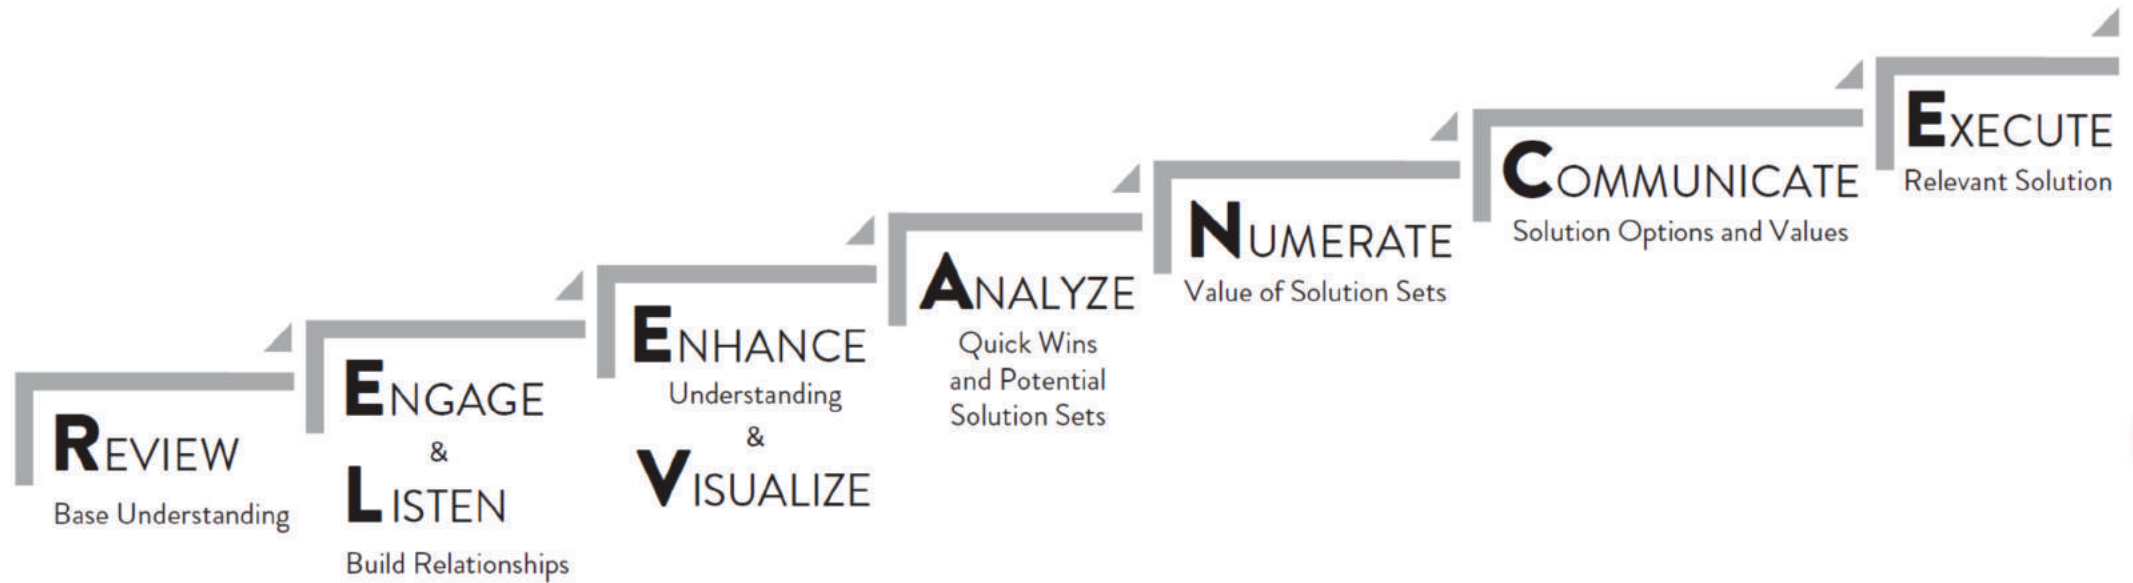 REVIEW
Base Understanding
ENGAGE
&
LISTEN
Build Relationships
ENHANCE
Understanding
&
VISUALIZE
ANALYZE
Quick Wins
and Potential
Solution Sets
NUMERATE
Value of Solution Sets
COMMUNICATE
Solution Options and Values
EXECUTE
Relevant Solution